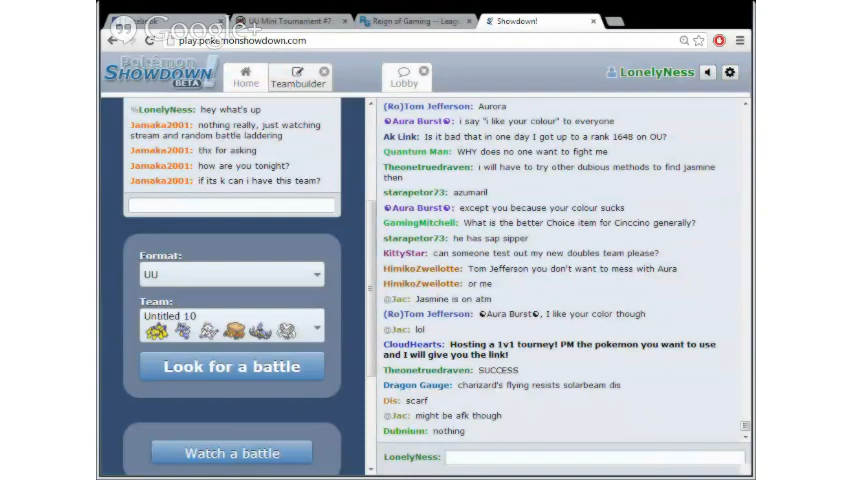 Google+
Facebook
UU Mini Tournament #7
Reign of Gaming — Leag
Showdown!
play.pokemonshowdown.com
Pokémon
SHOWDOWN!
BETA
Home
Teambuilder
Lobby
LonelyNess
%LonelyNess: hey what's up
Jamaka2001: nothing really, just watching
stream and random battle laddering
Jamaka2001: thx for asking
Jamaka2001: how are you tonight?
Jamaka2001: if its k can i have this team?
Format:
UU
Team:
Untitled 10
Look for a battle
Watch a battle
(Ro)Tom Jefferson: Aurora
☯Aura Burst☯: i say "i like your colour" to everyone
Ak Link: Is it bad that in one day I got up to a rank 1648 on OU?
Quantum Man: WHY does no one want to fight me
Theonetruedraven: i will have to try other dubious methods to find jasmine
then
starapetor73: azumaril
☯Aura Burst☯: except you because your colour sucks
GamingMitchell: What is the better Choice item for Cinccino generally?
starapetor73: he has sap sipper
KittyStar: can someone test out my new doubles team please?
HimikoZweilotte: Tom Jefferson you don't want to mess with Aura
HimikoZweilotte: or me
@Jac: Jasmine is on atm
(Ro)Tom Jefferson: ☯Aura Burst☯, I like your color though
@Jac: lol
CloudHearts: Hosting a 1v1 tourney! PM the pokemon you want to use
and I will give you the link!
Theonetruedraven: SUCCESS
Dragon Gauge: charizard's flying resists solarbeam dis
Dis: scarf
@Jac: might be afk though
Dubnium: nothing
LonelyNess: